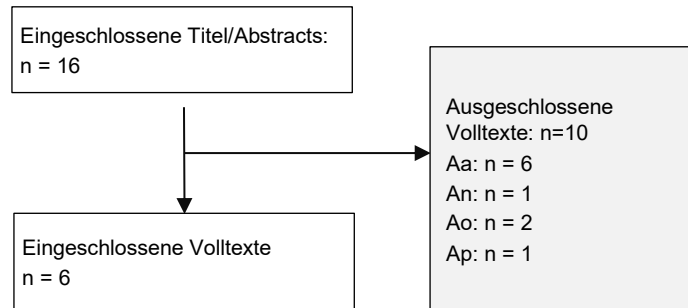 Eingeschlossene Titel/Abstracts:
n = 16
Ausgeschlossene
Volltexte: n=10
Aa: n = 6
An: n = 1
Ao: n = 2
Ap: n = 1
Eingeschlossene Volltexte
n = 6